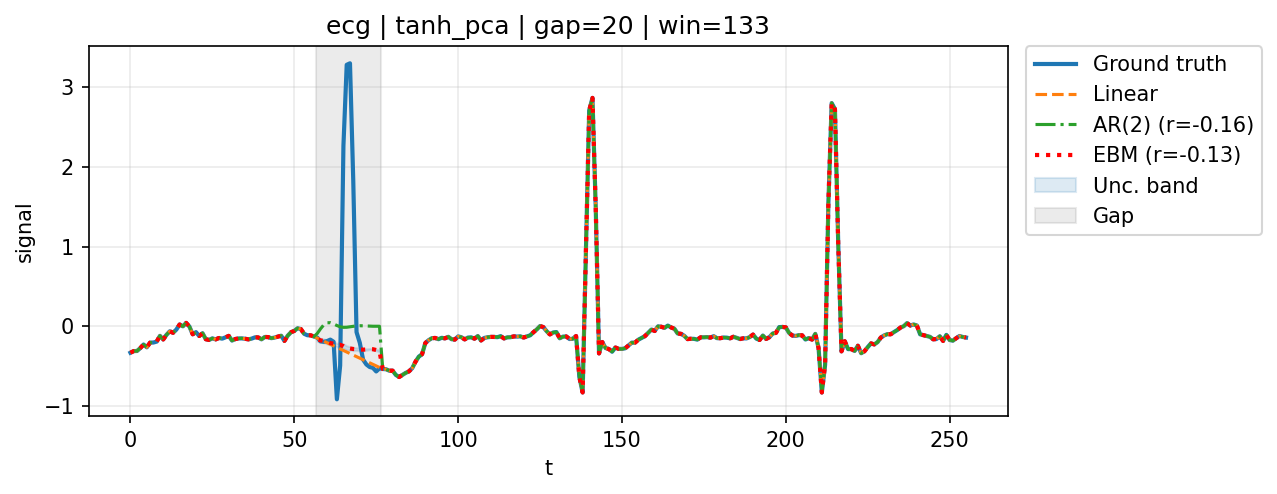 ecg | tanh_pca | gap=20 | win=133
Ground truth
Linear
AR(2) (r=-0.16)
EBM (r=-0.13)
Unc. band
Gap
signal
3
2
1
0
−1
0 50 100 150 200 250
t